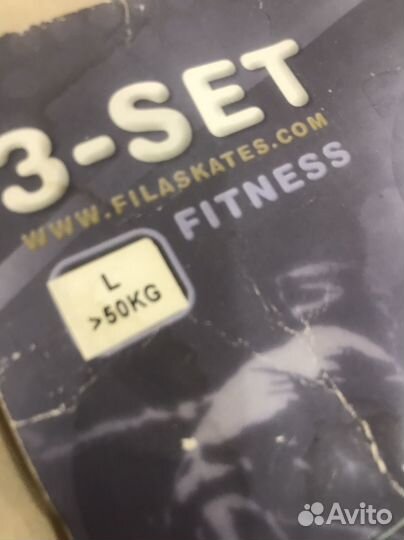 3-SET
WWW.FILASKATES.COM
FITNESS
L
>50KG
Avito